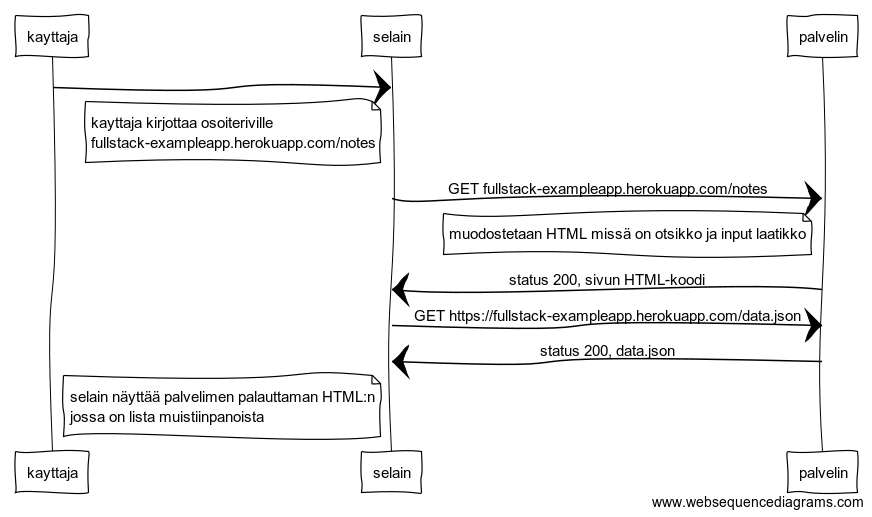 kayttaja
selain
palvelin
kayttaja kirjottaa osoiteriville
fullstack-exampleapp.herokuapp.com/notes
GET fullstack-exampleapp.herokuapp.com/notes
muodostetaan HTML missä on otsikko ja input laatikko
status 200, sivun HTML-koodi
GET https://fullstack-exampleapp.herokuapp.com/data.json
status 200, data.json
selain näyttää palvelimen palauttaman HTML:n
jossa on lista muistiinpanoista
kayttaja
selain
palvelin
www.websequencediagrams.com